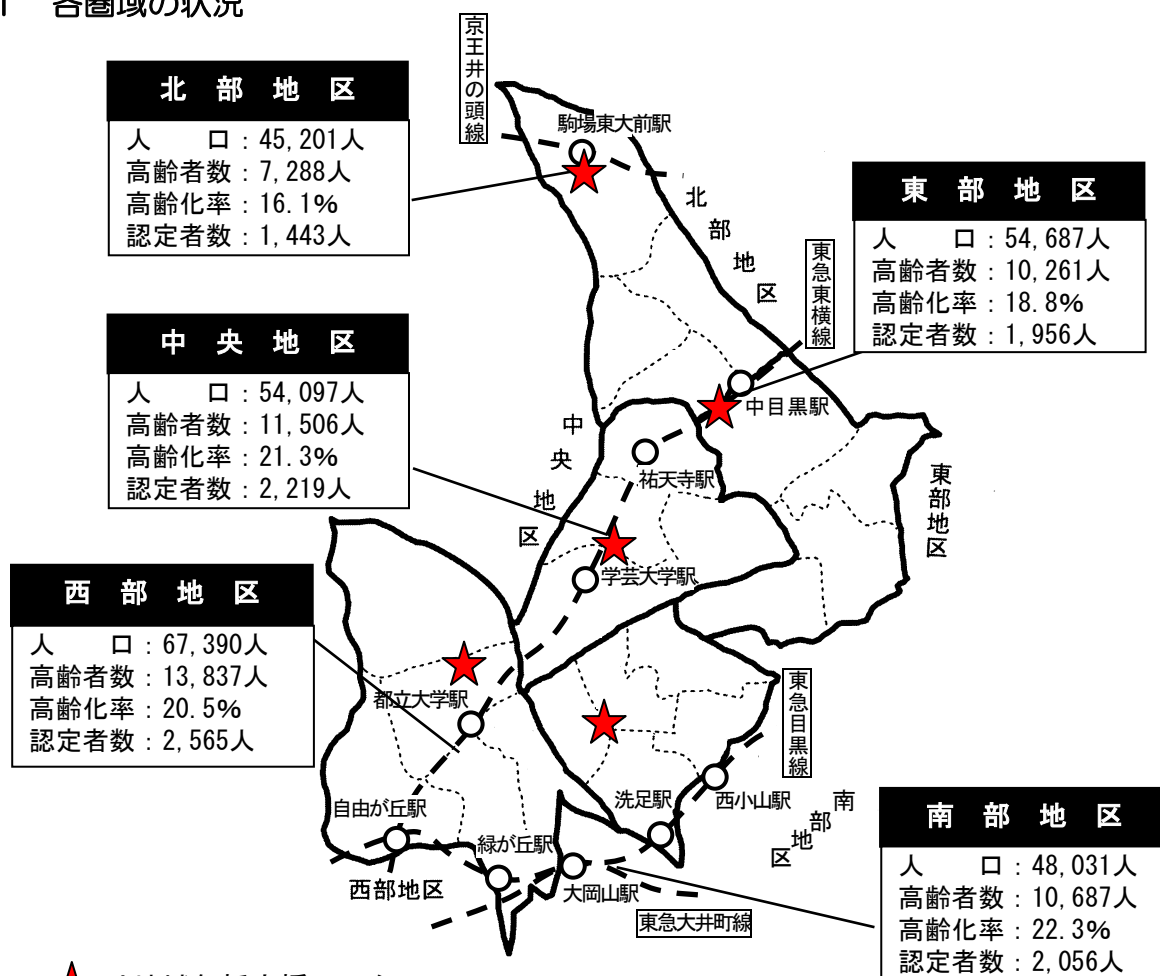 各圏域の状況
京王井の頭線
北部地区
人　　口：45,201人
高齢者数：7,288人
高齢化率：16.1%
認定者数：1,443人
駒場東大前駅
北部地区
東急東横線
東部地区
人　　口：54,687人
高齢者数：10,261人
高齢化率：18.8%
認定者数：1,956人
中央地区
人　　口：54,097人
高齢者数：11,506人
高齢化率：21.3%
認定者数：2,219人
中目黒駅
中央地区
祐天寺駅
東部地区
学芸大学駅
西部地区
人　　口：67,390人
高齢者数：13,837人
高齢化率：20.5%
認定者数：2,565人
都立大学駅
東急目黒線
自由が丘駅
洗足駅
西小山駅
南部地区
緑が丘駅
西部地区
大岡山駅
東急大井町線
南部地区
人　　口：48,031人
高齢者数：10,687人
高齢化率：22.3%
認定者数：2,056人